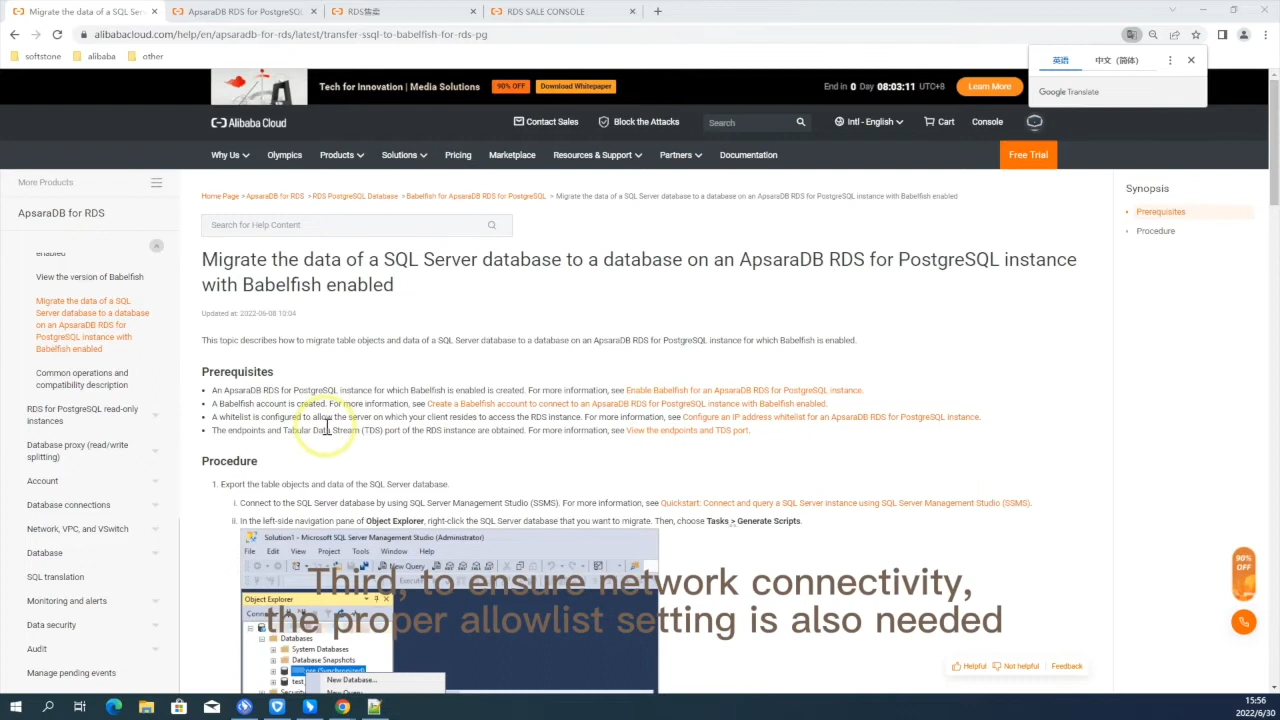 Migrate the data of a SQL Serve
ApsaraDB for RDS for PostgreSQL
RDS售卖
RDS SALE CONSOLE
alibabacloud.com/help/en/apsaradb-for-rds/latest/transfer-ssql-to-babelfish-for-rds-pg
softstone
alibaba
other
英语
中文（简体）
Google Translate
Tech for Innovation | Media Solutions
90% OFF
Download Whitepaper
End in 0 Day 08:03:11 UTC+8
Learn More
Alibaba Cloud
Contact Sales
Block the Attacks
Search
Intl - English
Cart
Console
Why Us
Olympics
Products
Solutions
Pricing
Marketplace
Resources & Support
Partners
Documentation
Free Trial
More Products
ApsaraDB for RDS
enabled
View the version of Babelfish
Migrate the data of a SQL
Server database to a database
on an ApsaraDB RDS for
PostgreSQL instance with
Babelfish enabled
Common operations and
compatibility description
RDS for PostgreSQL read-only
instances
Database proxy (read/write
splitting)
Account
Database connections
Network, VPC, and VSwitch
Database
SQL translation
Monitoring and alerts
Data security
Audit
Manage pending events
Home Page > ApsaraDB for RDS > RDS PostgreSQL Database > Babelfish for ApsaraDB RDS for PostgreSQL > Migrate the data of a SQL Server database to a database on an ApsaraDB RDS for PostgreSQL instance with Babelfish enabled
Search for Help Content
Migrate the data of a SQL Server database to a database on an ApsaraDB RDS for PostgreSQL instance
with Babelfish enabled
Updated at: 2022-06-08 10:04
This topic describes how to migrate table objects and data of a SQL Server database to a database on an ApsaraDB RDS for PostgreSQL instance for which Babelfish is enabled.
Prerequisites
• An ApsaraDB RDS for PostgreSQL instance for which Babelfish is enabled is created. For more information, see Enable Babelfish for an ApsaraDB RDS for PostgreSQL instance.
• A Babelfish account is created. For more information, see Create a Babelfish account to connect to an ApsaraDB RDS for PostgreSQL instance with Babelfish enabled.
• A whitelist is configured to allow the server on which your client resides to access the RDS instance. For more information, see Configure an IP address whitelist for an ApsaraDB RDS for PostgreSQL instance.
• The endpoints and Tabular Data Stream (TDS) port of the RDS instance are obtained. For more information, see View the endpoints and TDS port.
Procedure
1. Export the table objects and data of the SQL Server database.
i. Connect to the SQL Server database by using SQL Server Management Studio (SSMS). For more information, see Quickstart: Connect and query a SQL Server instance using SQL Server Management Studio (SSMS).
ii. In the left-side navigation pane of Object Explorer, right-click the SQL Server database that you want to migrate. Then, choose Tasks > Generate Scripts.
Solution7 - Microsoft SQL Server Management Studio (Administrator)
File Edit View Project Tools Window Help
New Query
Object Explorer
Databases
System Databases
Database Snapshots
(Synchronized)
test
New Database...
Third, to ensure network connectivity,
the proper allowlist setting is also needed
Synopsis
Prerequisites
Procedure
90%
OFF
Helpful
Not helpful
Feedback
15:56
2022/6/30